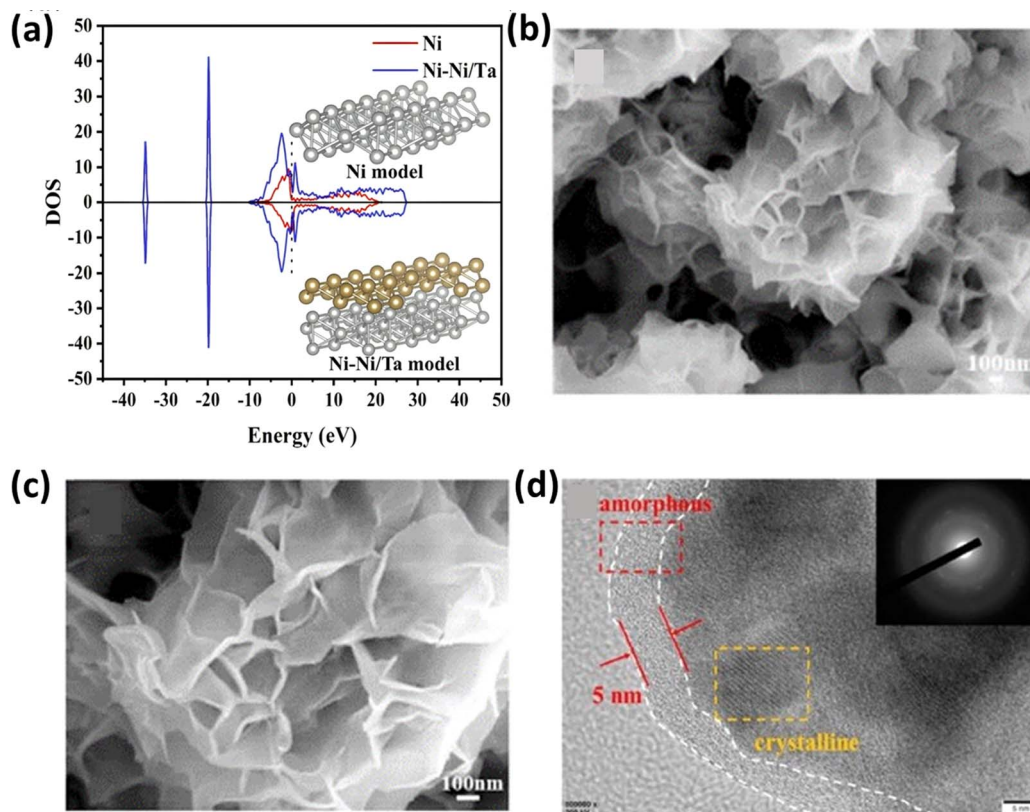 (a)
50
40
30
20
10
0
-10
-20
-30
-40
-50
DOS
Ni
Ni-Ni/Ta
Ni model
Ni-Ni/Ta model
-40 -30 -20 -10 0 10 20 30 40 50
Energy (eV)
(b)
100nm
(c)
100nm
(d)
amorphous
5 nm
crystalline